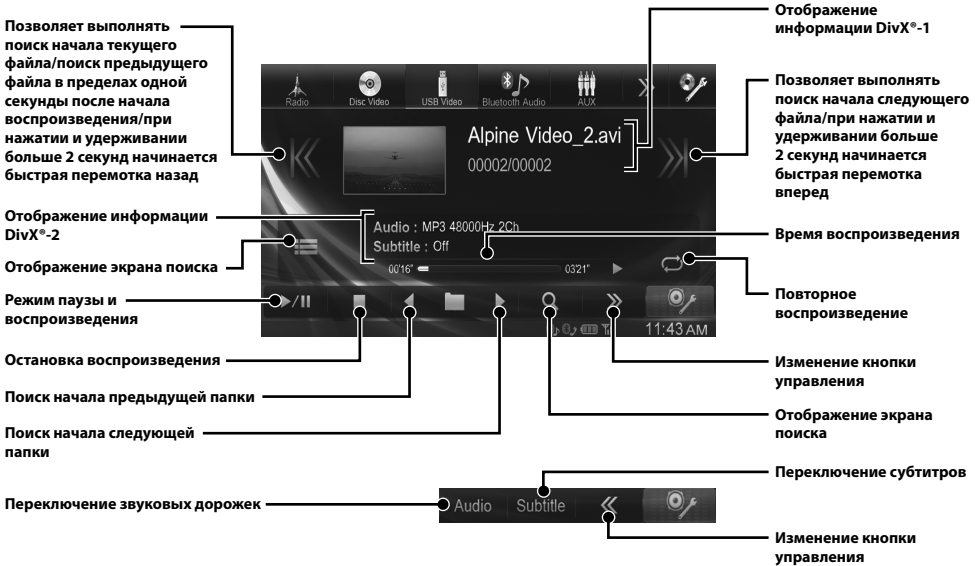 Позволяет выполнять
поиск начала текущего
файла/поиск предыдущего
файла в пределах одной
секунды после начала
воспроизведения/при
нажатии и удерживании
больше 2 секунд начинается
быстрая перемотка назад
Отображение информации
DivX®-2
Отображение экрана поиска
Режим паузы и
воспроизведения
Остановка воспроизведения
Поиск начала предыдущей папки
Поиск начала следующей
папки
Переключение звуковых дорожек
Radio
Disc Video
USB Video
Bluetooth Audio
AUX
Alpine Video_2.avi
00002/00002
Audio : MP3 48000Hz 2Ch
Subtitle : Off
00'16"
03'21"
11:43 AM
Audio
Subtitle
Отображение
информации DivX®-1
Позволяет выполнять
поиск начала следующего
файла/при нажатии и
удерживании больше
2 секунд начинается
быстрая перемотка
вперед
Время воспроизведения
Повторное
воспроизведение
Изменение кнопки
управления
Отображение экрана
поиска
Переключение субтитров
Изменение кнопки
управления